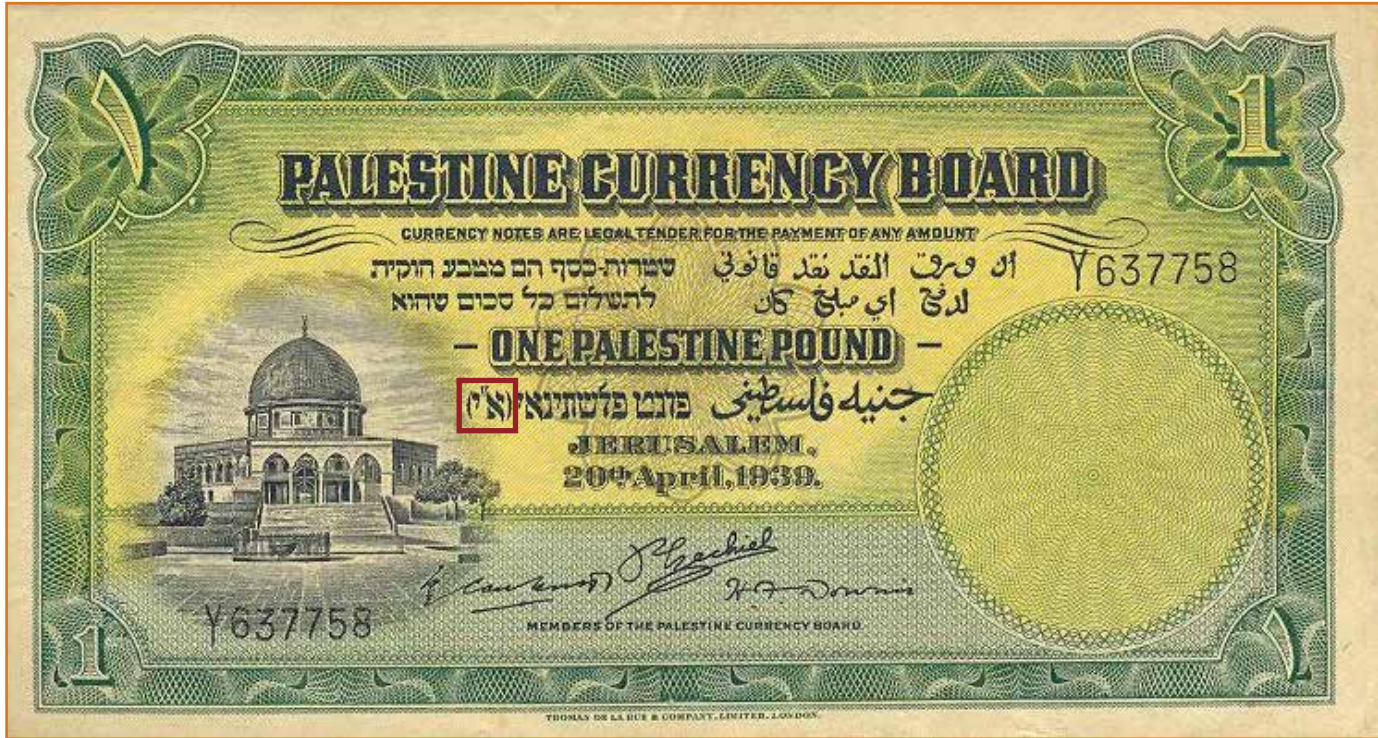 ١ 1
PALESTINE CURRENCY BOARD
CURRENCY NOTES ARE LEGAL TENDER FOR THE PAYMENT OF ANY AMOUNT
ان ورق النقد نقد قانوني שטרות-כסף הם מטבע חוקית
لدفع اي مبلغ كان לתשלום כל סכום שהוא
Y637758
- ONE PALESTINE POUND -
جنيه فلسطيني פונט פלשתינאי (א"י)
JERUSALEM.
20th April, 1939.
Y637758
MEMBERS OF THE PALESTINE CURRENCY BOARD.
1 ١
THOMAS DE LA RUE & COMPANY, LIMITED, LONDON.